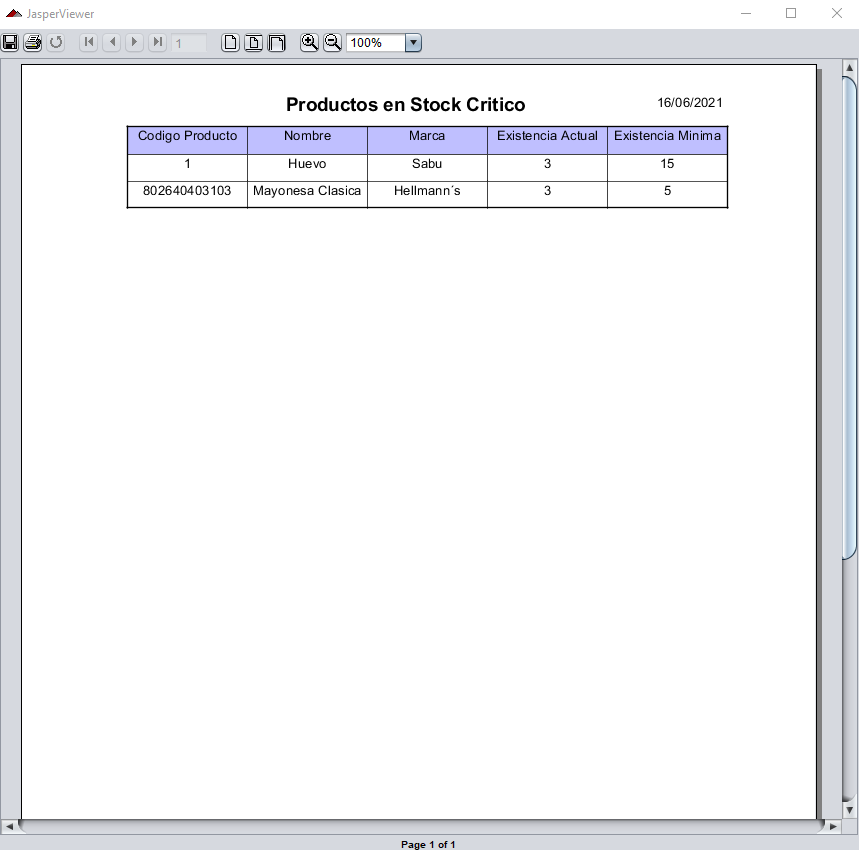 JasperViewer
1
100%
Productos en Stock Critico
16/06/2021
Codigo Producto Nombre Marca Existencia Actual Existencia Minima
1 Huevo Sabu 3 15
802640403103 Mayonesa Clasica Hellmann´s 3 5
Page 1 of 1